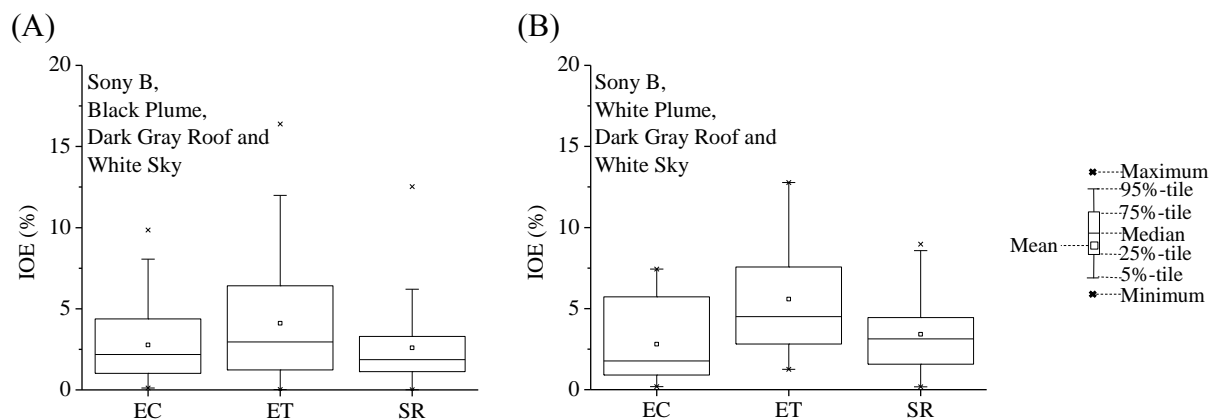 (A)
20
15
10
5
0
IOE (%)
Sony B,
Black Plume,
Dark Gray Roof and
White Sky
EC ET SR
(B)
20
15
10
5
0
IOE (%)
Sony B,
White Plume,
Dark Gray Roof and
White Sky
EC ET SR
Maximum
95%-tile
75%-tile
Median
Mean
25%-tile
5%-tile
Minimum